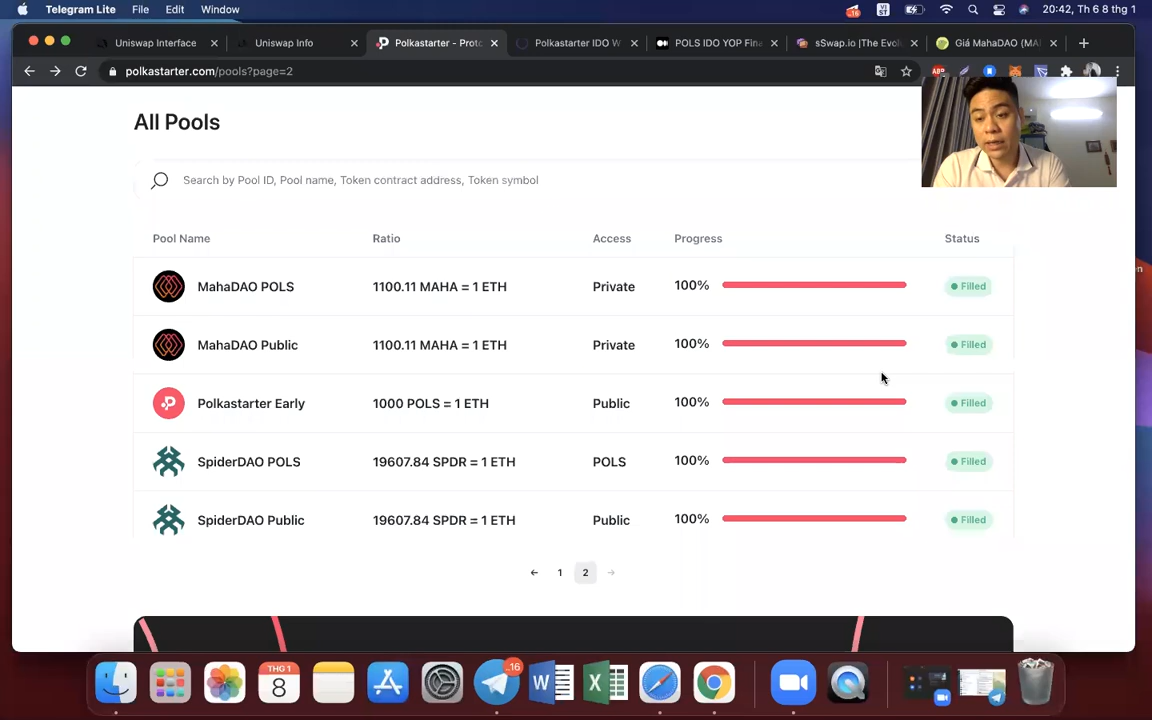 Telegram Lite File Edit Window 16 VI ST 20:42, Th 6 8 thg 1
Uniswap Interface Uniswap Info Polkastarter - Proto Polkastarter IDO W POLS IDO YOP Fina sSwap.io |The Evol Giá MahaDAO (MA
polkastarter.com/pools?page=2 ABP
All Pools
Search by Pool ID, Pool name, Token contract address, Token symbol
Pool Name Ratio Access Progress Status
MahaDAO POLS 1100.11 MAHA = 1 ETH Private 100% Filled
MahaDAO Public 1100.11 MAHA = 1 ETH Private 100% Filled
Polkastarter Early 1000 POLS = 1 ETH Public 100% Filled
SpiderDAO POLS 19607.84 SPDR = 1 ETH POLS 100% Filled
SpiderDAO Public 19607.84 SPDR = 1 ETH Public 100% Filled
← 1 2 →
THG 1
8
16
W X